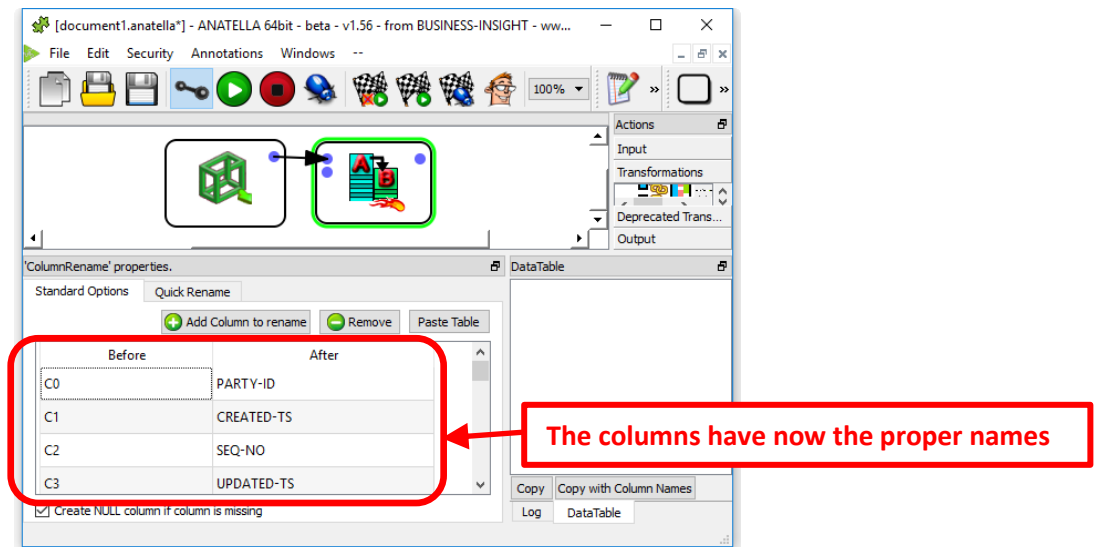 [document1.anatella*] - ANATELLA 64bit - beta - v1.56 - from BUSINESS-INSIGHT - ww...
File Edit Security Annotations Windows --
100%
»
»
Actions
Input
Transformations
Deprecated Trans...
Output
A
B
'ColumnRename' properties.
DataTable
Standard Options Quick Rename
Add Column to rename Remove Paste Table
Before After
C0 PARTY-ID
C1 CREATED-TS
C2 SEQ-NO
C3 UPDATED-TS
Create NULL column if column is missing
The columns have now the proper names
Copy Copy with Column Names
Log DataTable